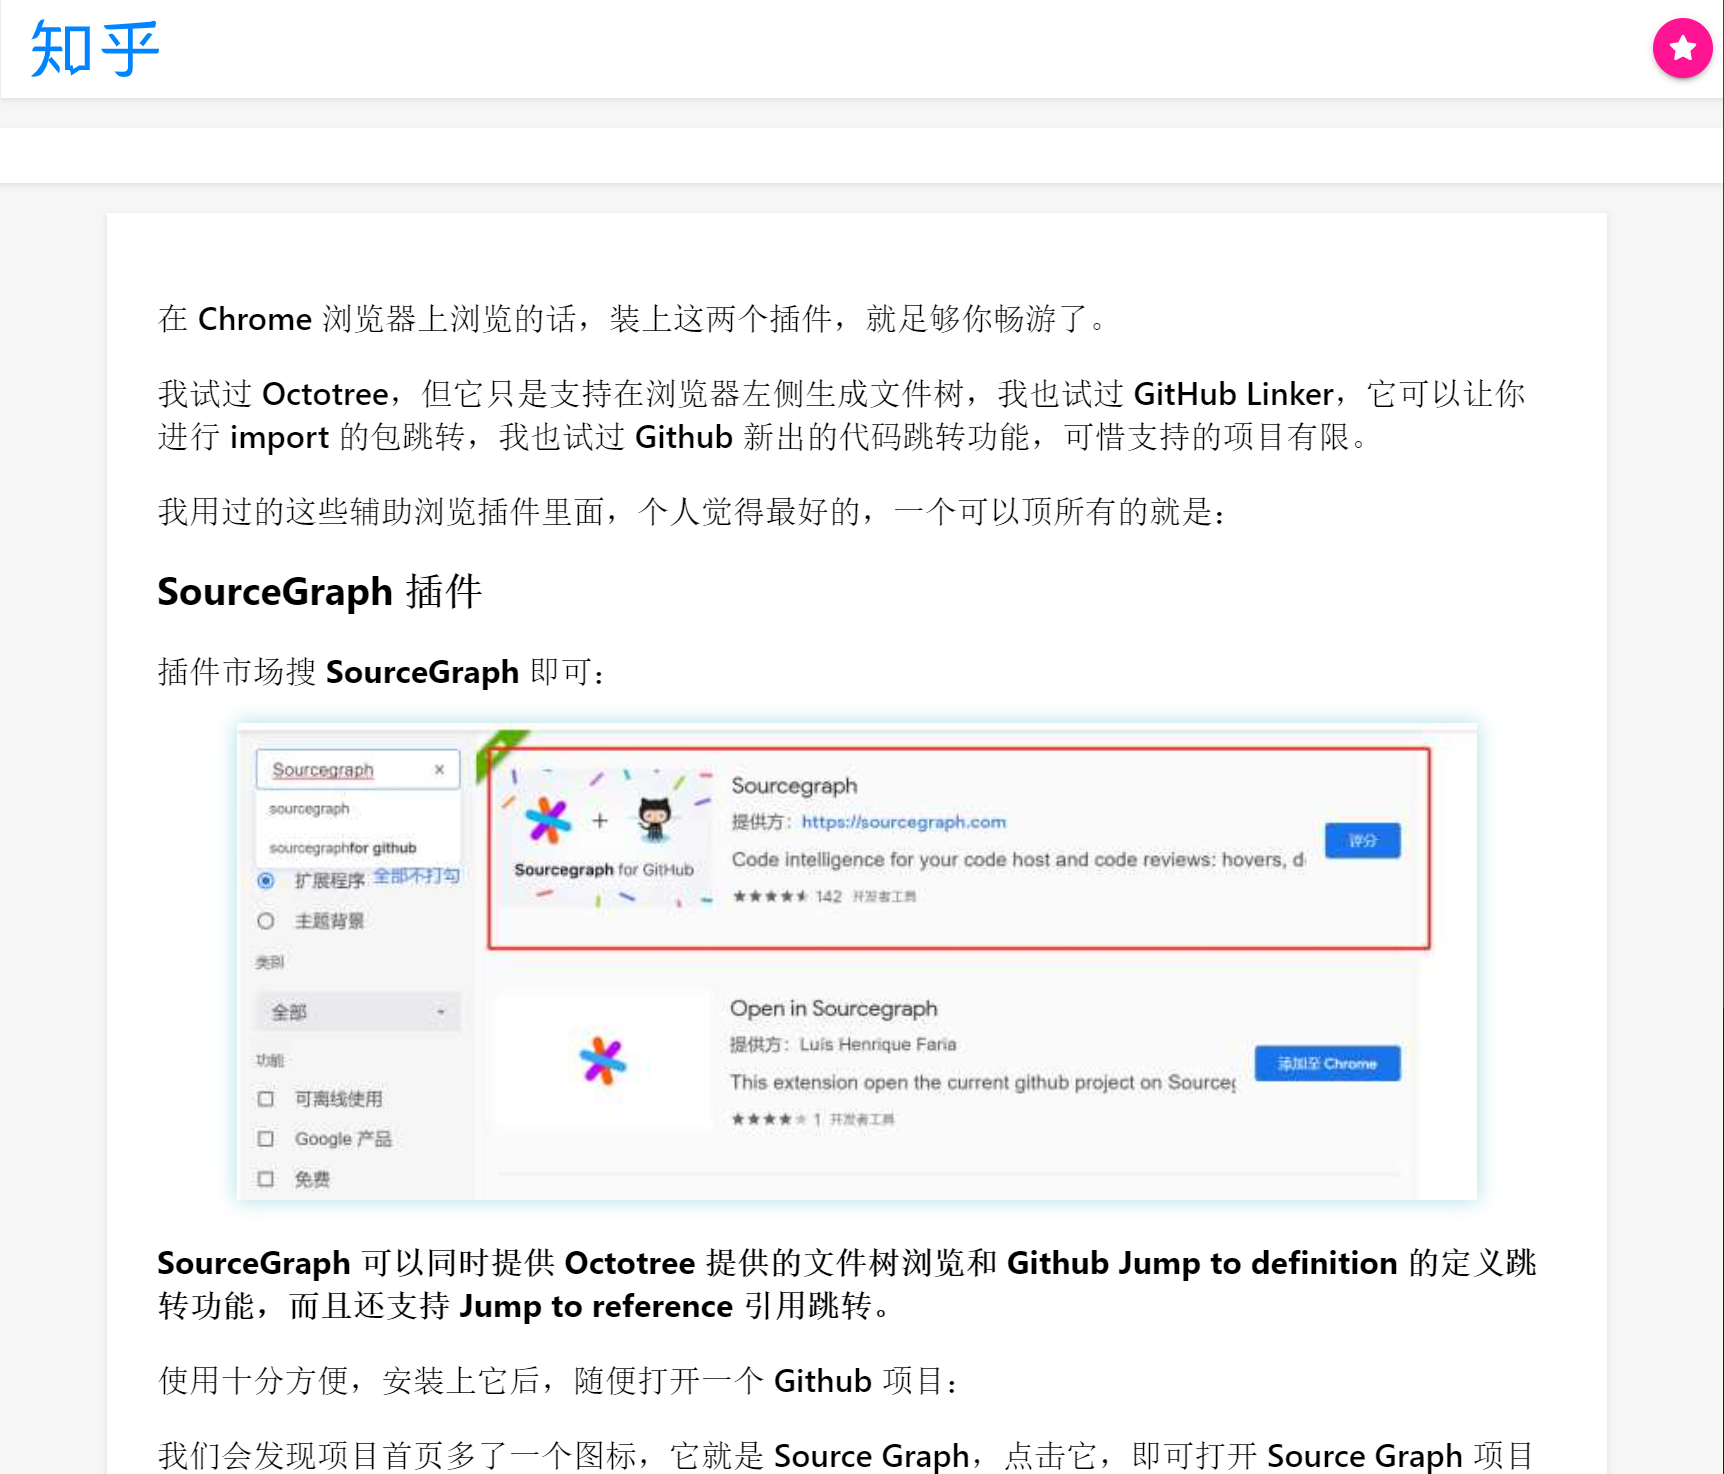 知乎
在 Chrome 浏览器上浏览的话，装上这两个插件，就足够你畅游了。
我试过 Octotree，但它只是支持在浏览器左侧生成文件树，我也试过 GitHub Linker，它可以让你
进行 import 的包跳转，我也试过 Github 新出的代码跳转功能，可惜支持的项目有限。
我用过的这些辅助浏览插件里面，个人觉得最好的，一个可以顶所有的就是：
SourceGraph 插件
插件市场搜 SourceGraph 即可：
Sourcegraph ×
sourcegraph
sourcegraphfor github
扩展程序 全部不打勾
主题背景
类别
全部
功能
可离线使用
Google 产品
免费
+
Sourcegraph for GitHub
Sourcegraph
提供方：https://sourcegraph.com
Code intelligence for your code host and code reviews: hovers, d
142 开发者工具
评分
Open in Sourcegraph
提供方：Luís Henrique Faria
This extension open the current github project on Sourceg
1 开发者工具
添加至 Chrome
SourceGraph 可以同时提供 Octotree 提供的文件树浏览和 Github Jump to definition 的定义跳
转功能，而且还支持 Jump to reference 引用跳转。
使用十分方便，安装上它后，随便打开一个 Github 项目：
我们会发现项目首页多了一个图标，它就是 Source Graph，点击它，即可打开 Source Graph 项目